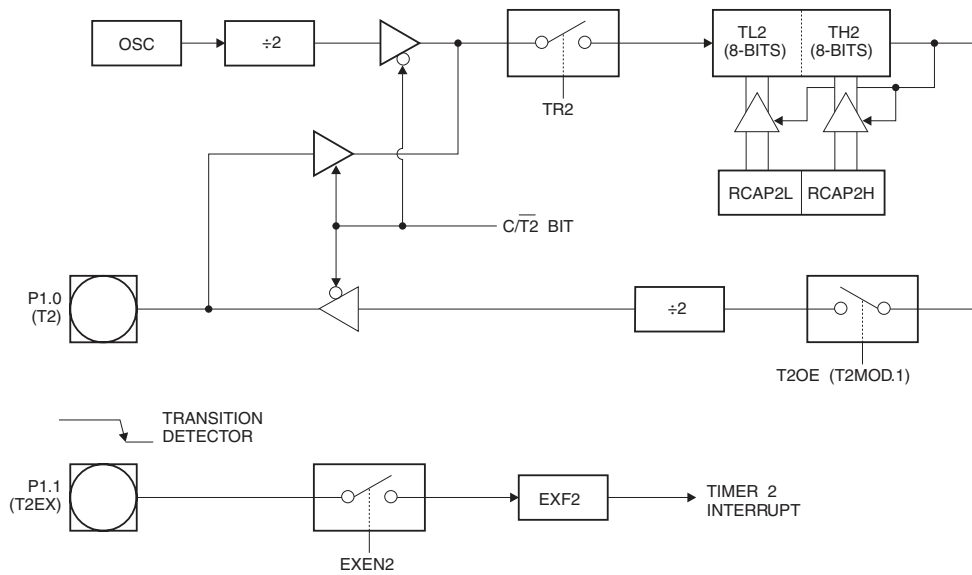 OSC
÷2
TR2
TL2
(8-BITS)
TH2
(8-BITS)
RCAP2L
RCAP2H
C/T2 BIT
P1.0
(T2)
÷2
T2OE (T2MOD.1)
TRANSITION
DETECTOR
P1.1
(T2EX)
EXEN2
EXF2
TIMER 2
INTERRUPT